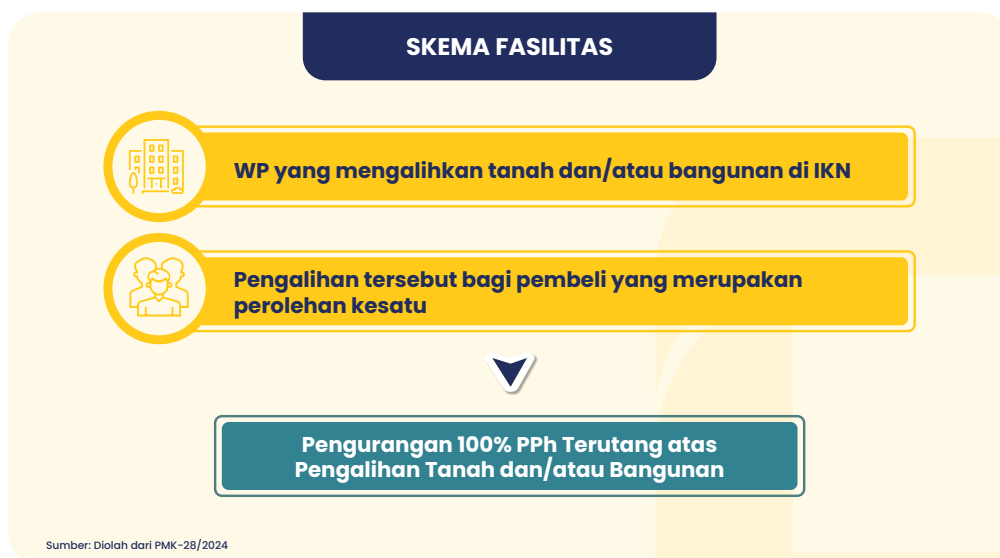 SKEMA FASILITAS
WP yang mengalihkan tanah dan/atau bangunan di IKN
Pengalihan tersebut bagi pembeli yang merupakan
perolehan kesatu
Pengurangan 100% PPh Terutang atas
Pengalihan Tanah dan/atau Bangunan
Sumber: Diolah dari PMK-28/2024